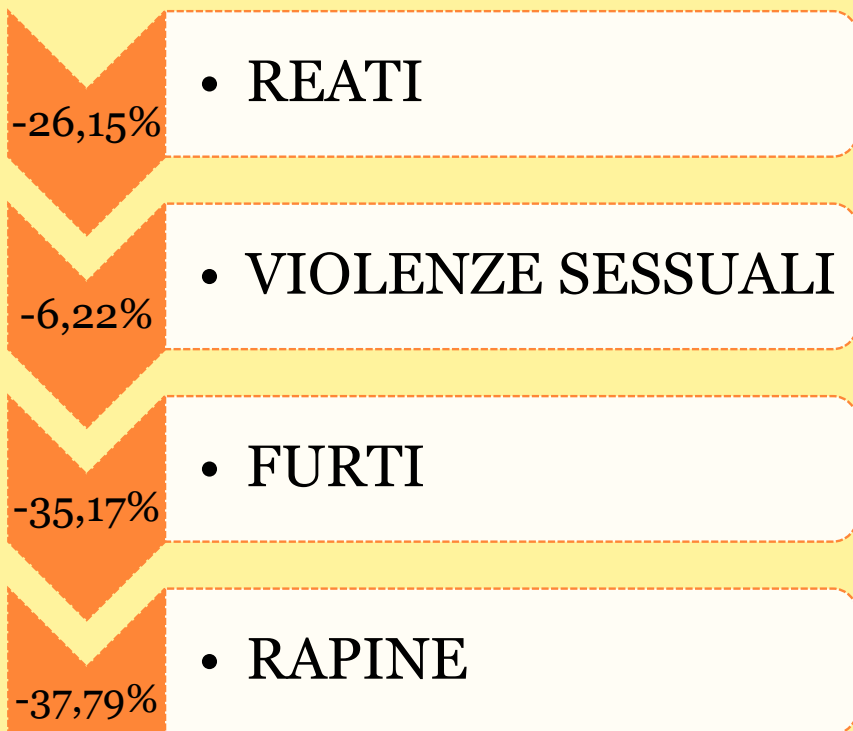 -26,15%
• REATI
-6,22%
• VIOLENZE SESSUALI
-35,17%
• FURTI
-37,79%
• RAPINE